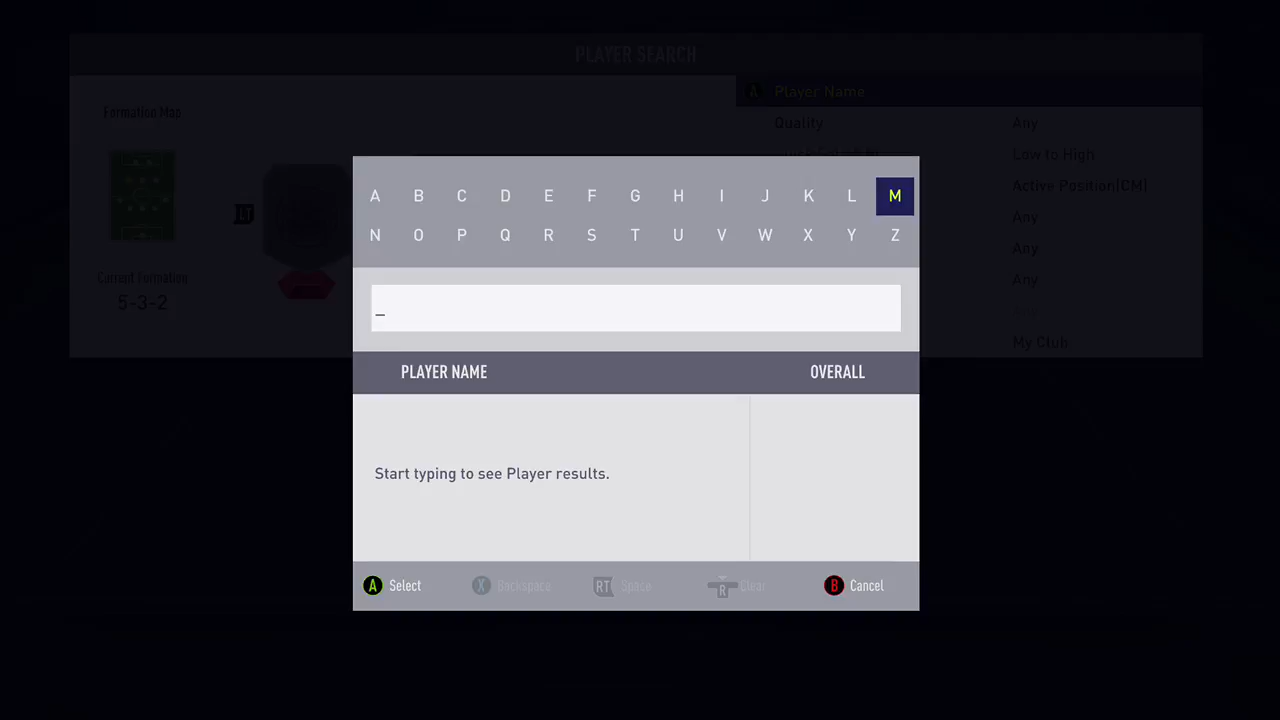 PLAYER SEARCH
Formation Map
A Player Name
Quality Any
Low to High
Active Position(CM)
LT
Any
Any
Current Formation
Any
5-3-2
My Club
A B C D E F G H I J K L M
N O P Q R S T U V W X Y Z
_
PLAYER NAME OVERALL
Start typing to see Player results.
A Select X Backspace RT Space R Clear B Cancel